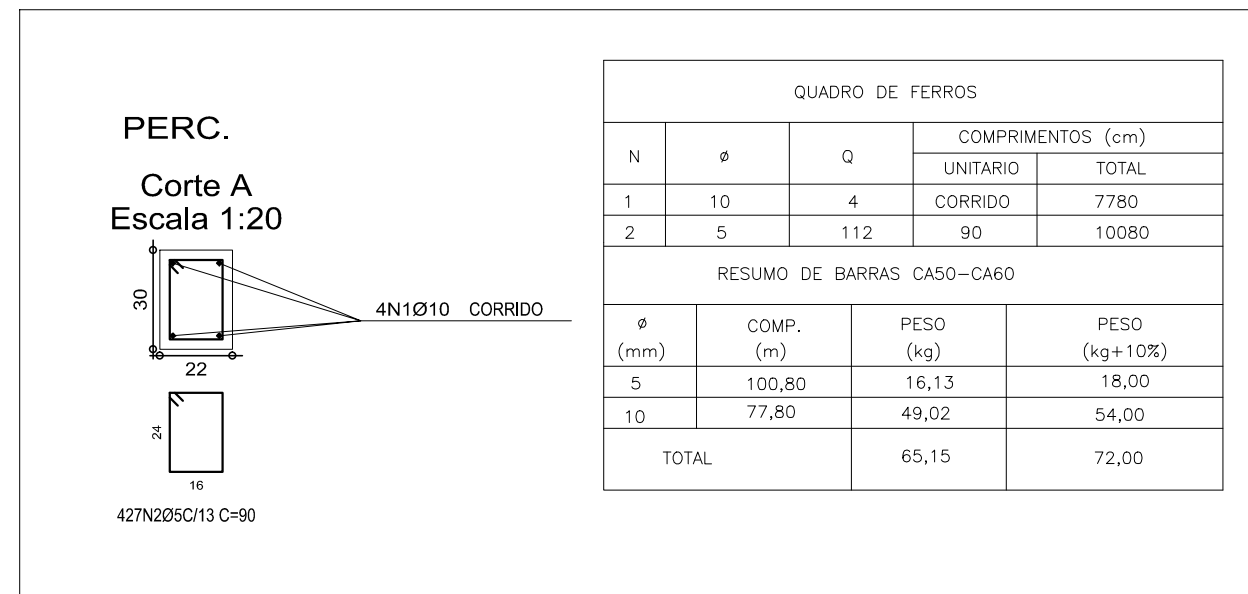 PERC.
Corte A
Escala 1:20
30
22
4N1Ø10 CORRIDO
24
16
427N2Ø5C/13 C=90
QUADRO DE FERROS
N ø Q COMPRIMENTOS (cm)
UNITARIO TOTAL
1 10 4 CORRIDO 7780
2 5 112 90 10080
RESUMO DE BARRAS CA50-CA60
ø COMP. PESO PESO
(mm) (m) (kg) (kg+10%)
5 100,80 16,13 18,00
10 77,80 49,02 54,00
TOTAL 65,15 72,00